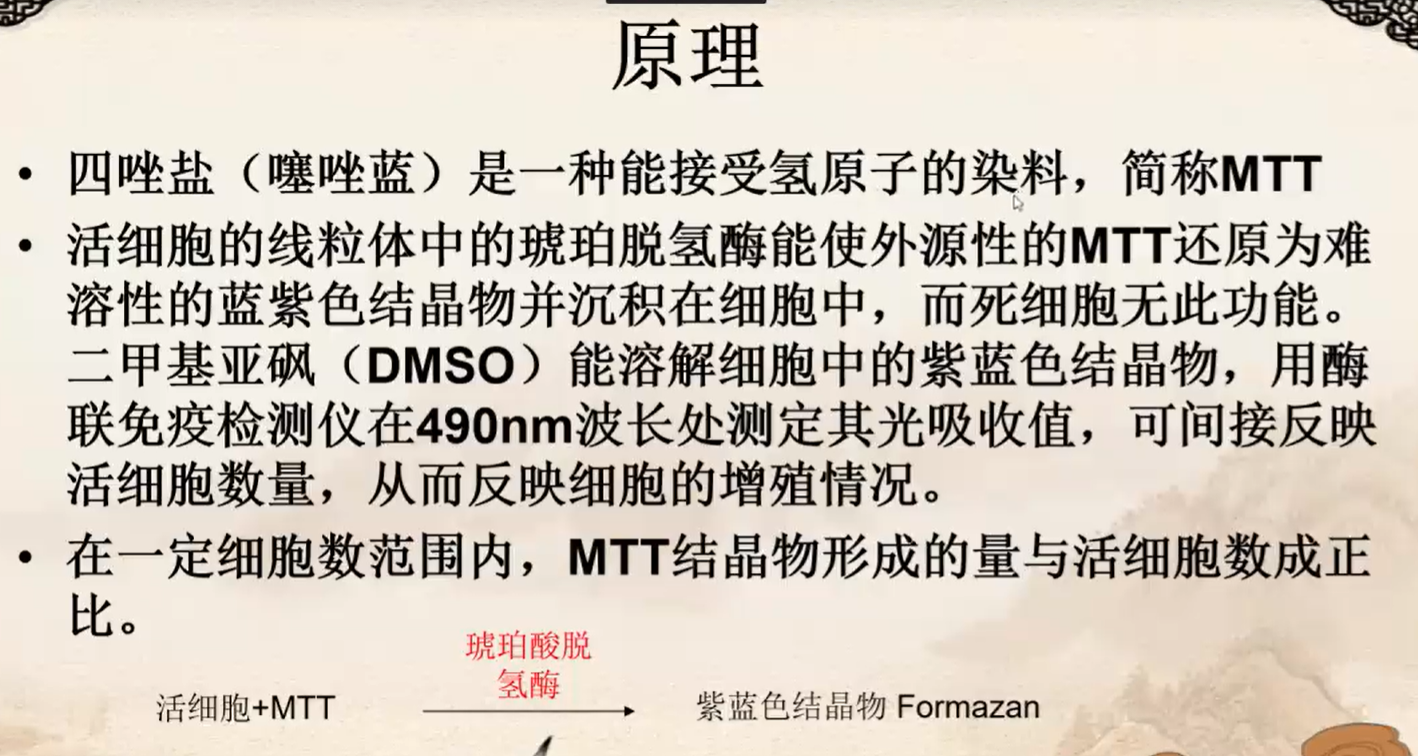 原理
• 四唑盐（噻唑蓝）是一种能接受氢原子的染料，简称MTT
• 活细胞的线粒体中的琥珀脱氢酶能使外源性的MTT还原为难
溶性的蓝紫色结晶物并沉积在细胞中，而死细胞无此功能。
二甲基亚砜（DMSO）能溶解细胞中的紫蓝色结晶物，用酶
联免疫检测仪在490nm波长处测定其光吸收值，可间接反映
活细胞数量，从而反映细胞的增殖情况。
• 在一定细胞数范围内，MTT结晶物形成的量与活细胞数成正
比。
琥珀酸脱
氢酶
活细胞+MTT
紫蓝色结晶物 Formazan